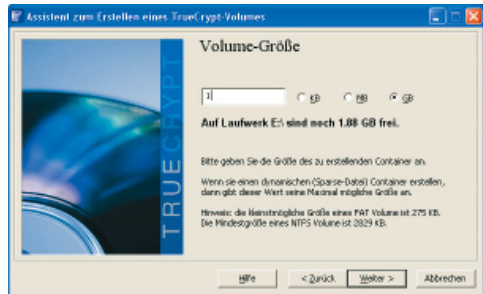 Assistent zum Erstellen eines TrueCrypt-Volumes
TRUECRYPT
Volume-Größe
1
KB MB GB
Auf Laufwerk E:\ sind noch 1.88 GB frei.
Bitte geben Sie die Größe des zu erstellenden Container an.
Wenn sie einen dynamischen (Sparse-Datei) Container erstellen,
dann gibt dieser Wert seine Maximal mögliche Größe an.
Hinweis: die kleinstmögliche Größe eines FAT Volume ist 275 KB.
Die Mindestgröße eines NTFS Volume ist 2829 KB.
Hilfe < Zurück Weiter > Abbrechen